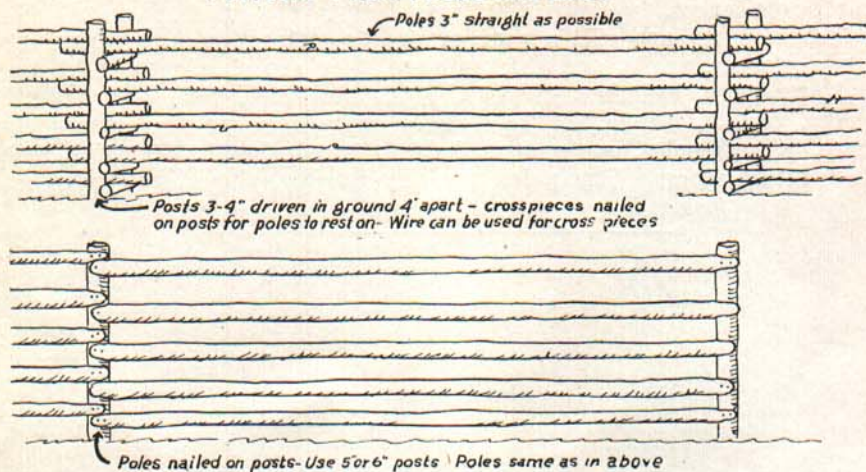 Poles 3" straight as possible
Posts 3-4" driven in ground 4' apart - crosspieces nailed
on posts for poles to rest on- Wire can be used for cross pieces
Poles nailed on posts- Use 5" or 6" posts Poles same as in above